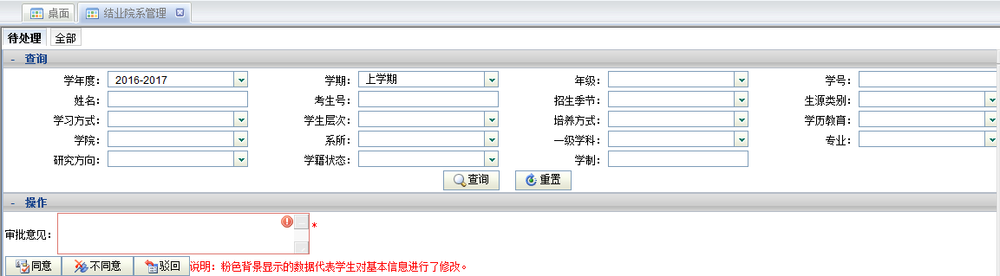 桌面 结业院系管理
待处理 全部
- 查询
学年度: 2016-2017 学期: 上学期 年级: 学号:
姓名: 考生号: 招生季节: 生源类别:
学习方式: 学生层次: 培养方式: 学历教育:
学院: 系所: 一级学科: 专业:
研究方向: 学籍状态: 学制:
查询 重置
- 操作
审批意见: *
同意 不同意 驳回 说明：粉色背景显示的数据代表学生对基本信息进行了修改。